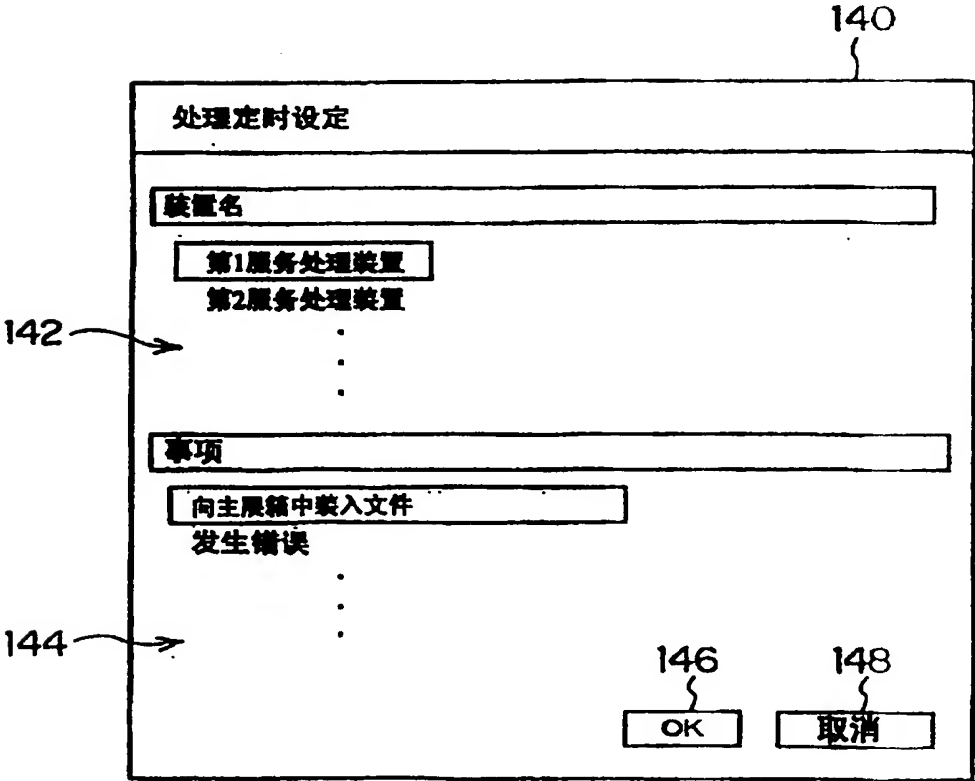 140
处理定时设定
装置名
第1服务处理装置
第2服务处理装置
142
事项
向主展箱中装入文件
发生错误
144
146
148
OK
取消